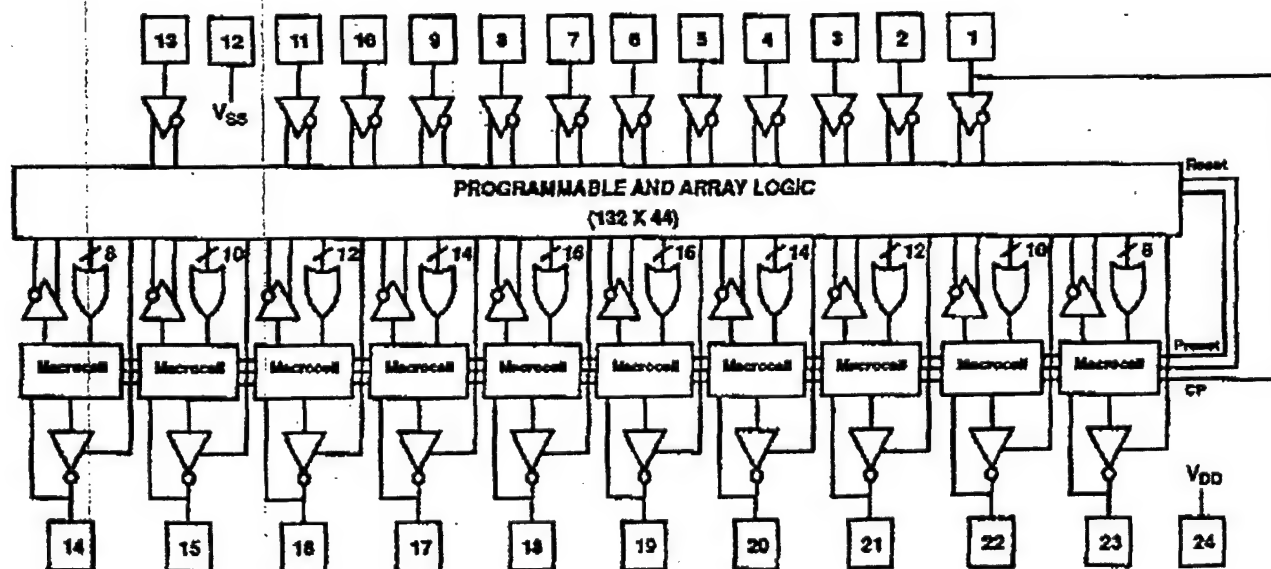 13 12 11 10 9 8 7 6 5 4 3 2 1
VSS
Reset
PROGRAMMABLE AND ARRAY LOGIC
(132 X 44)
8 10 12 14 16 16 14 12 10 8
Preset
Macrocell Macrocell Macrocell Macrocell Macrocell Macrocell Macrocell Macrocell Macrocell Macrocell
CP
VDD
14 15 16 17 18 19 20 21 22 23 24